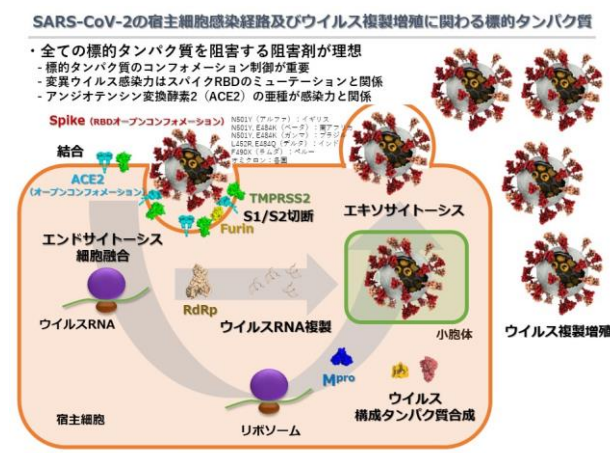 SARS-CoV-2の宿主細胞感染経路及びウイルス複製増殖に関わる標的タンパク質
・全ての標的タンパク質を阻害する阻害剤が理想
- 標的タンパク質のコンフォメーション制御が重要
- 変異ウイルス感染力はスパイクRBDのミューテーションと関係
- アンジオテンシン変換酵素2（ACE2）の亜種が感染力と関係
Spike（RBDオープンコンフォメーション）
N501Y（アルファ）：イギリス
N501Y, E484K（ベータ）：南アフリカ
N501Y, E484K（ガンマ）：ブラジル
L452R, E484Q（デルタ）：インド
F490X（ラムダ）：ペルー
オミクロン：各国
結合
ACE2
（オープンコンフォメーション）
TMPRSS2
S1/S2切断
Furin
エキソサイトーシス
エンドサイトーシス
細胞融合
RdRp
ウイルスRNA
ウイルスRNA複製
小胞体
ウイルス複製増殖
Mpro
ウイルス
構成タンパク質合成
リボソーム
宿主細胞